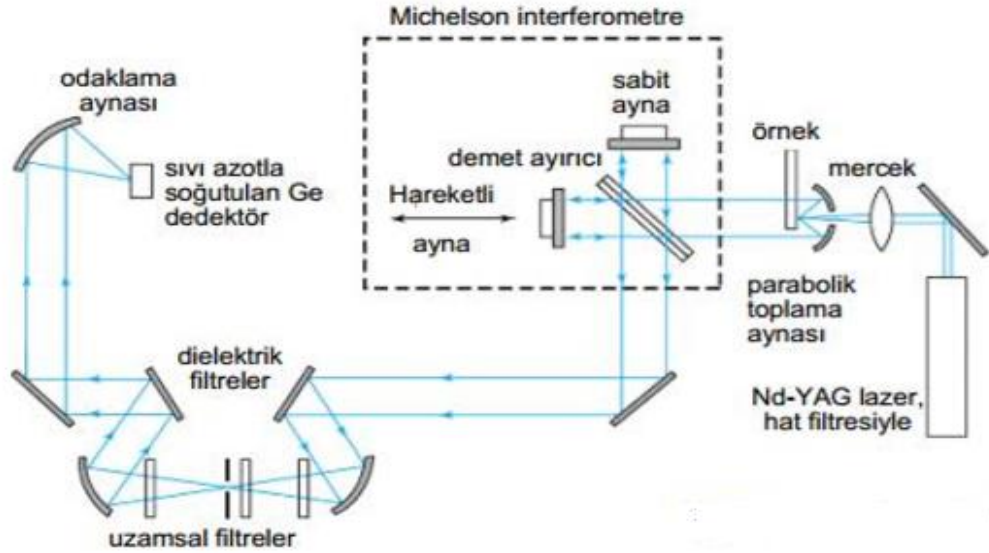 Michelson interferometre
odaklama
aynası
sabit
ayna
örnek
mercek
sıvı azotla
soğutulan Ge
dedektör
demet ayırıcı
Hareketli
ayna
parabolik
toplama
aynası
dielektrik
filtreler
Nd-YAG lazer,
hat filtresiyle
uzamsal filtreler